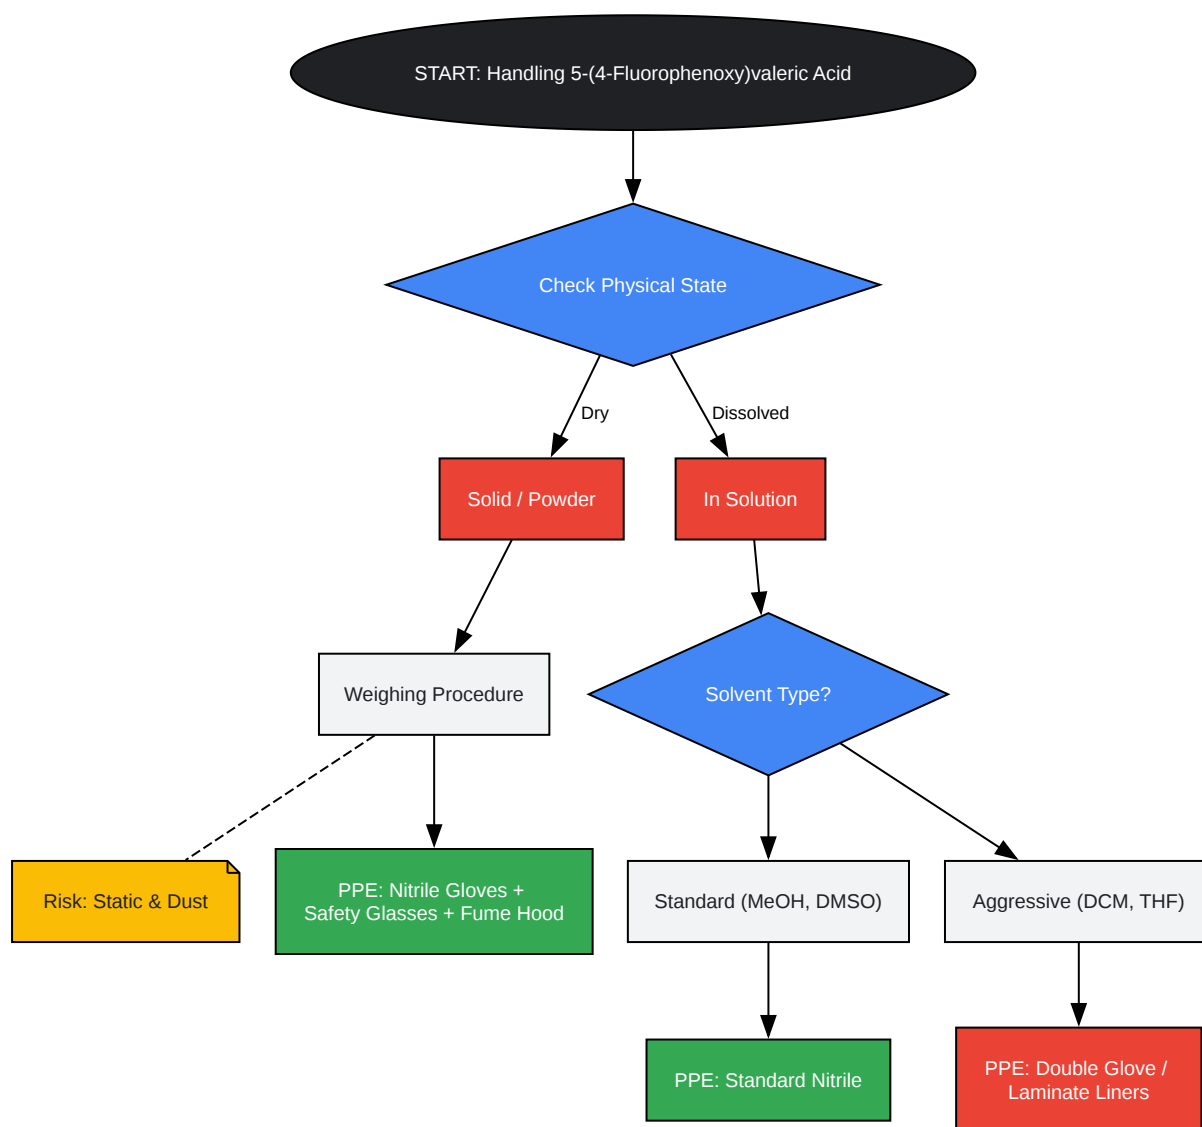 START: Handling 5-(4-Fluorophenoxy)valeric Acid
Check Physical State
Dry
Dissolved
Solid / Powder
In Solution
Weighing Procedure
Solvent Type?
Risk: Static & Dust
PPE: Nitrile Gloves +
Safety Glasses + Fume Hood
Standard (MeOH, DMSO)
Aggressive (DCM, THF)
PPE: Standard Nitrile
PPE: Double Glove /
Laminate Liners